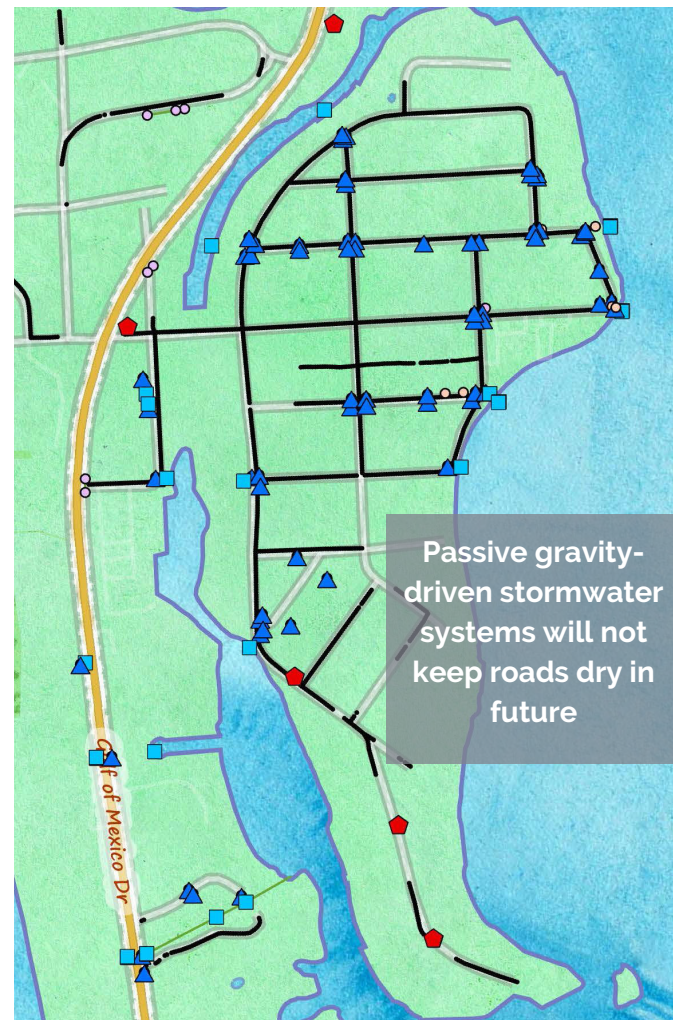 Passive gravity-
driven stormwater
systems will not
keep roads dry in
future
Gulf of Mexico Dr